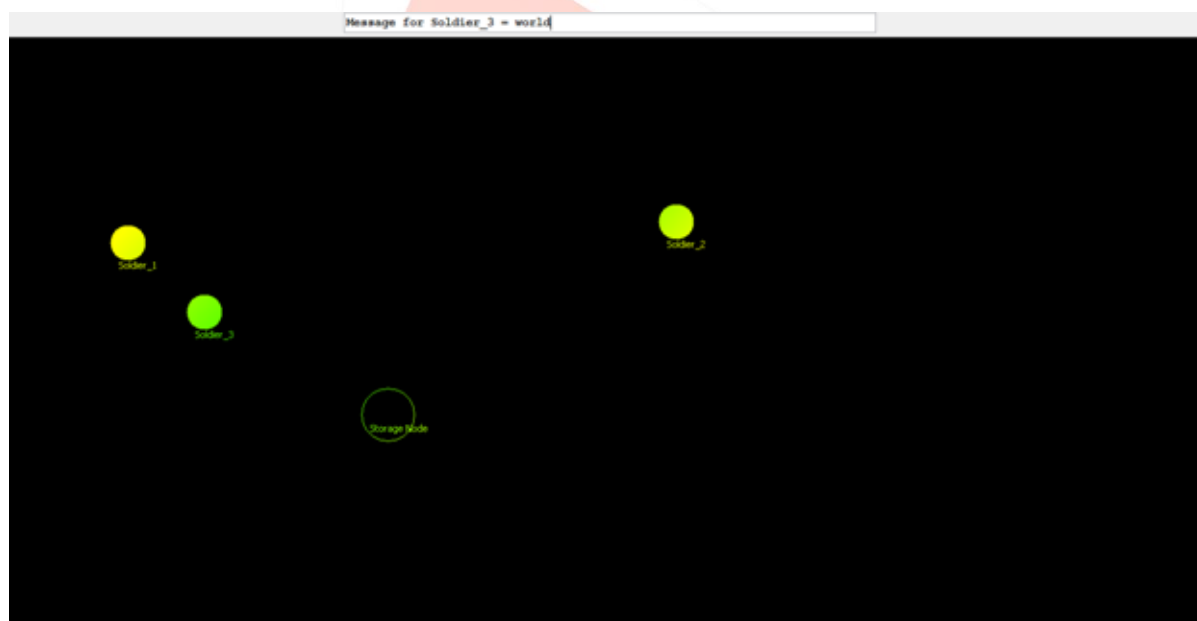 Message for Soldier_3 = world
Soldier_2
Soldier_1
Soldier_3
Storage Node